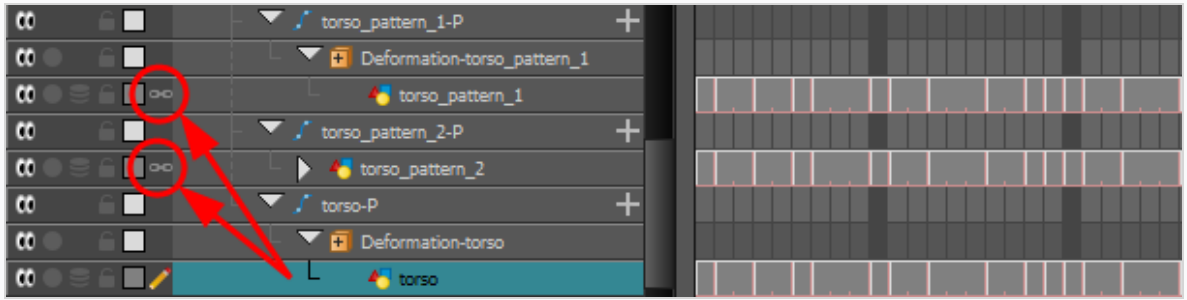 torso_pattern_1-P
Deformation-torso_pattern_1
torso_pattern_1
torso_pattern_2-P
torso_pattern_2
torso-P
Deformation-torso
torso